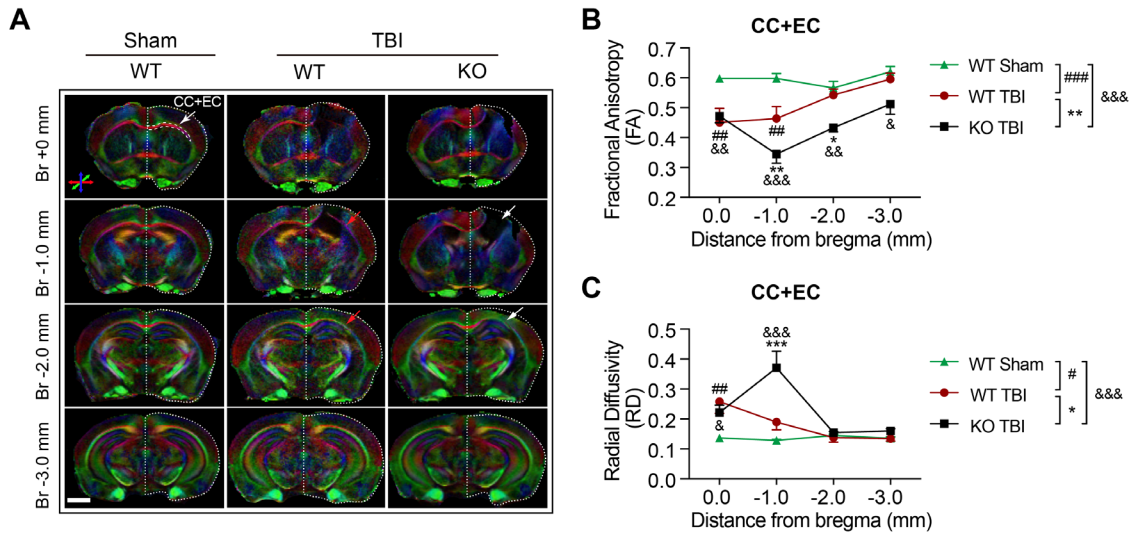 A
Sham
TBI
WT
WT
KO
CC+EC
Br +0 mm
Br -1.0 mm
Br -2.0 mm
Br -3.0 mm
B
CC+EC
Fractional Anisotropy
(FA)
0.7
0.6
0.5
0.4
0.3
0.2
##
&&
##
**
&&&
*
&&
&
0.0
-1.0
-2.0
-3.0
Distance from bregma (mm)
WT Sham
WT TBI
KO TBI
###
**
&&&
C
CC+EC
Radial Diffusivity
(RD)
0.5
0.4
0.3
0.2
0.1
0.0
##
&
&&&
***
0.0
-1.0
-2.0
-3.0
Distance from bregma (mm)
WT Sham
WT TBI
KO TBI
#
*
&&&